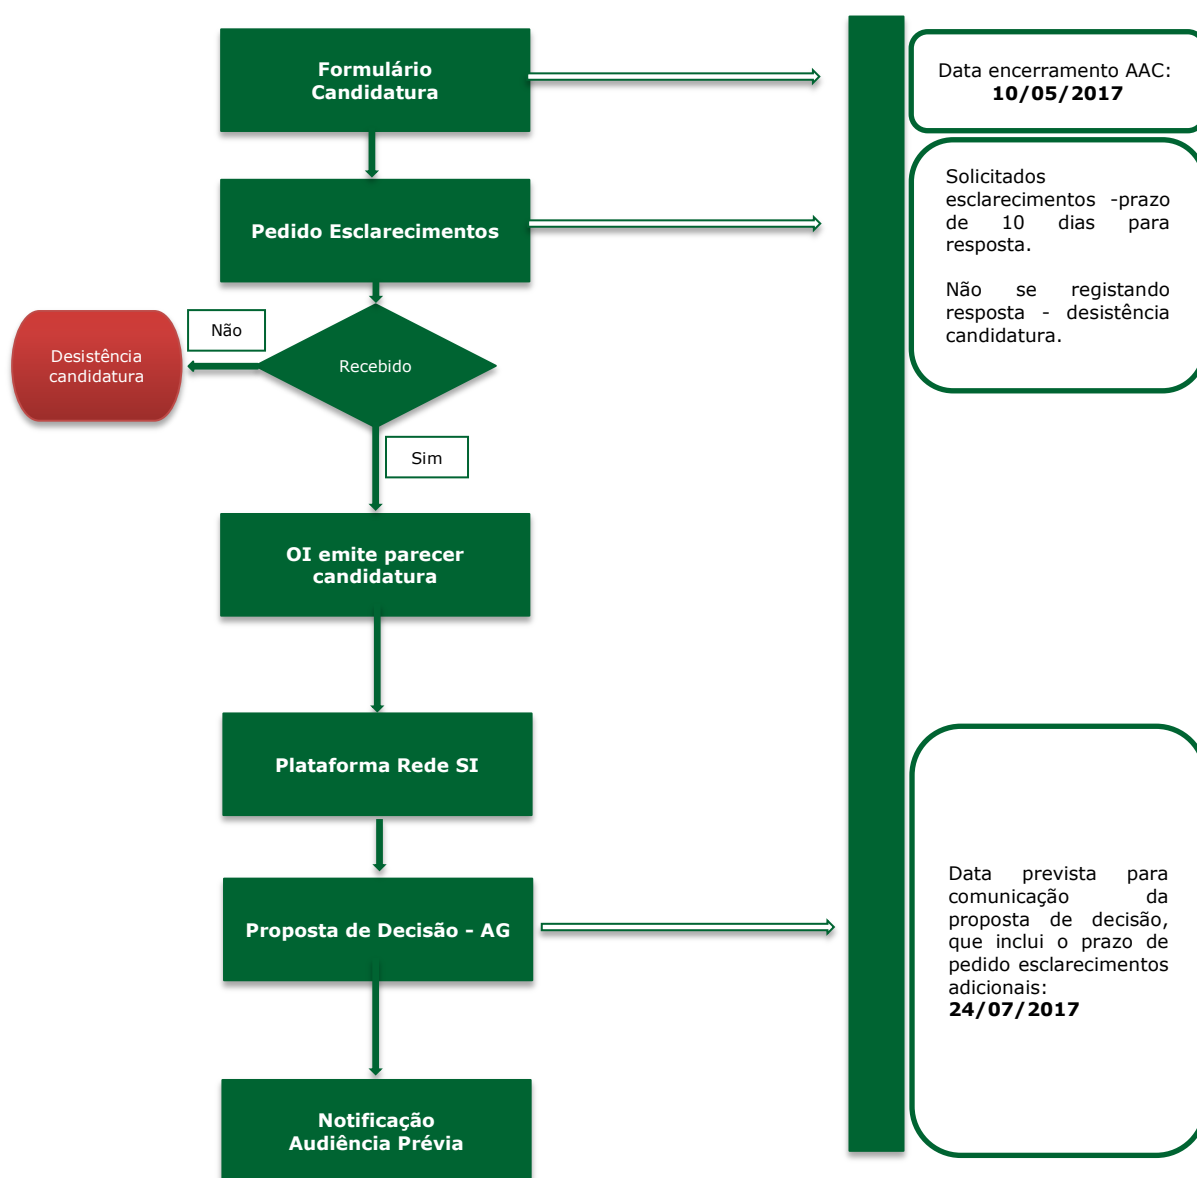 Formulário
Candidatura
Data encerramento AAC:
10/05/2017
Pedido Esclarecimentos
Solicitados
esclarecimentos -prazo
de 10 dias para
resposta.
Não se registando
resposta - desistência
candidatura.
Não
Desistência
candidatura
Recebido
Sim
OI emite parecer
candidatura
Plataforma Rede SI
Proposta de Decisão - AG
Data prevista para
comunicação da
proposta de decisão,
que inclui o prazo de
pedido esclarecimentos
adicionais:
24/07/2017
Notificação
Audiência Prévia